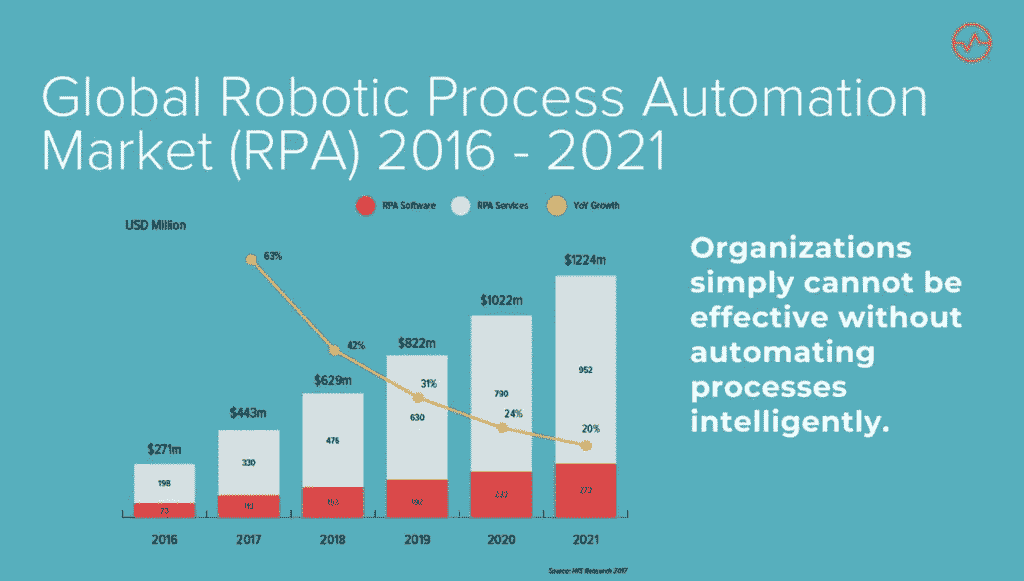 Global Robotic Process Automation
Market (RPA) 2016 - 2021
RPA Software
RPA Services
YoY Growth
USD Million
Organizations
simply cannot be
effective without
automating
processes
intelligently.
63%
42%
31%
24%
20%
$271m
$443m
$629m
$822m
$1022m
$1224m
198
330
476
630
790
952
73
113
153
192
272
2016
2017
2018
2019
2020
2021
Source: HfS Research 2017